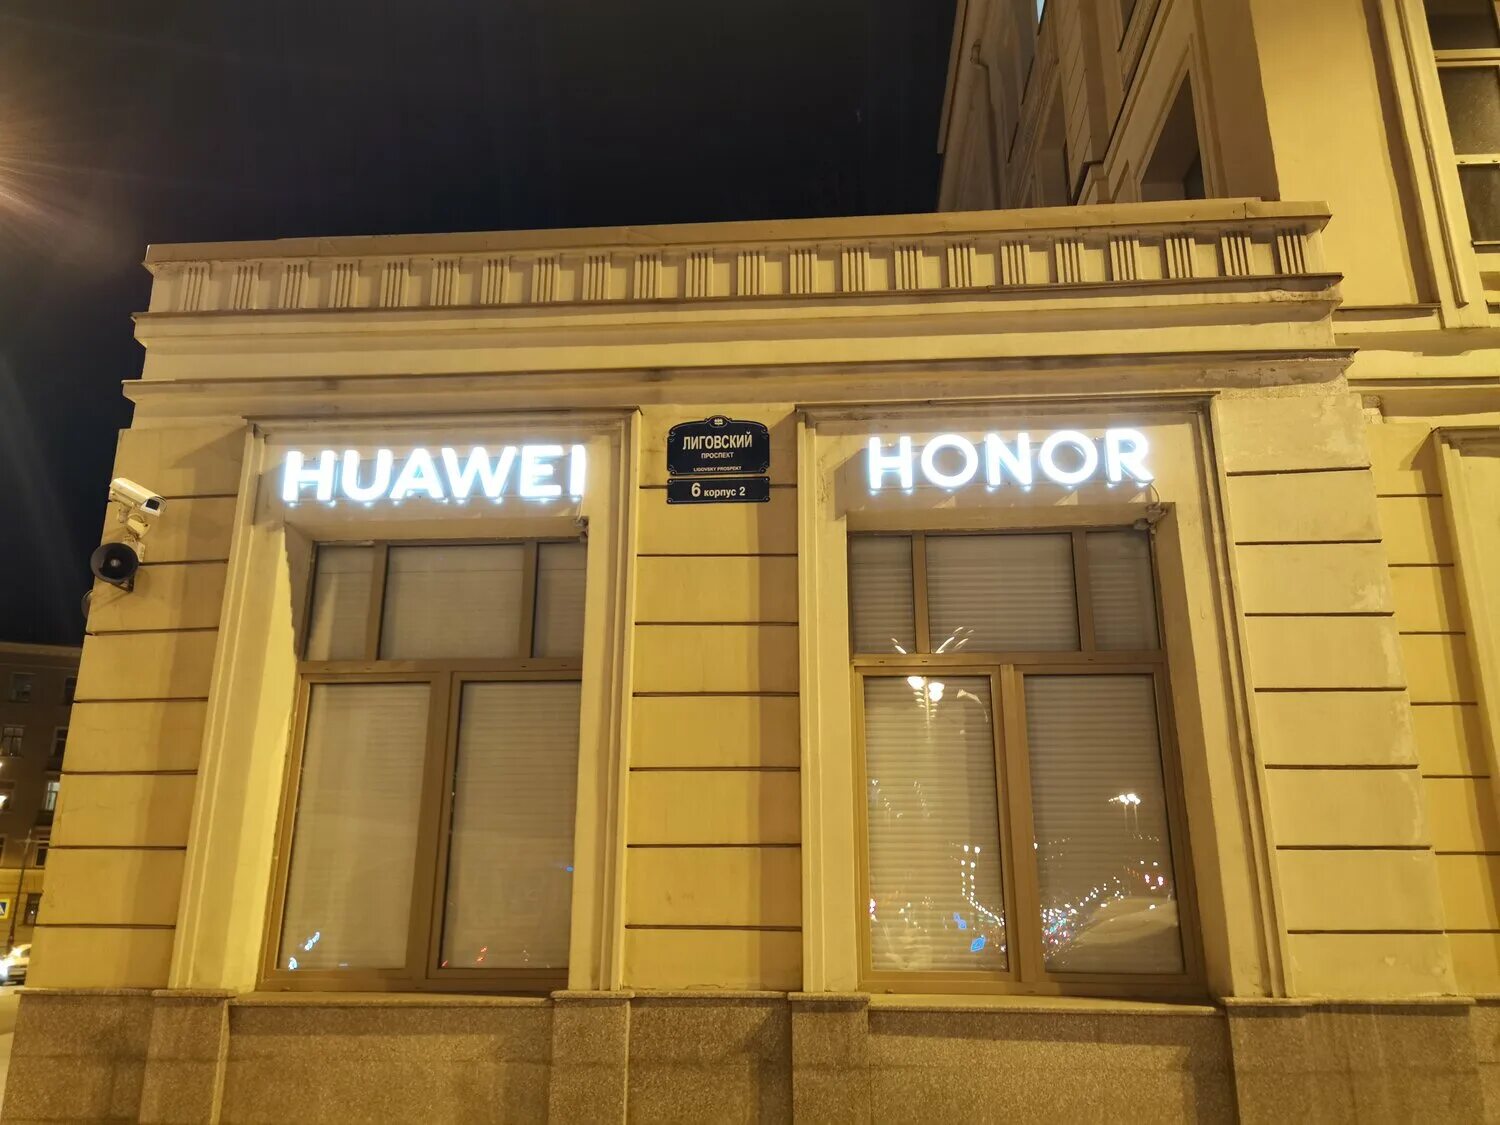 HUAWEI
ЛИГОВСКИЙ
ПРОСПЕКТ
LIGOVSKY PROSPEKT
6 корпус 2
HONOR